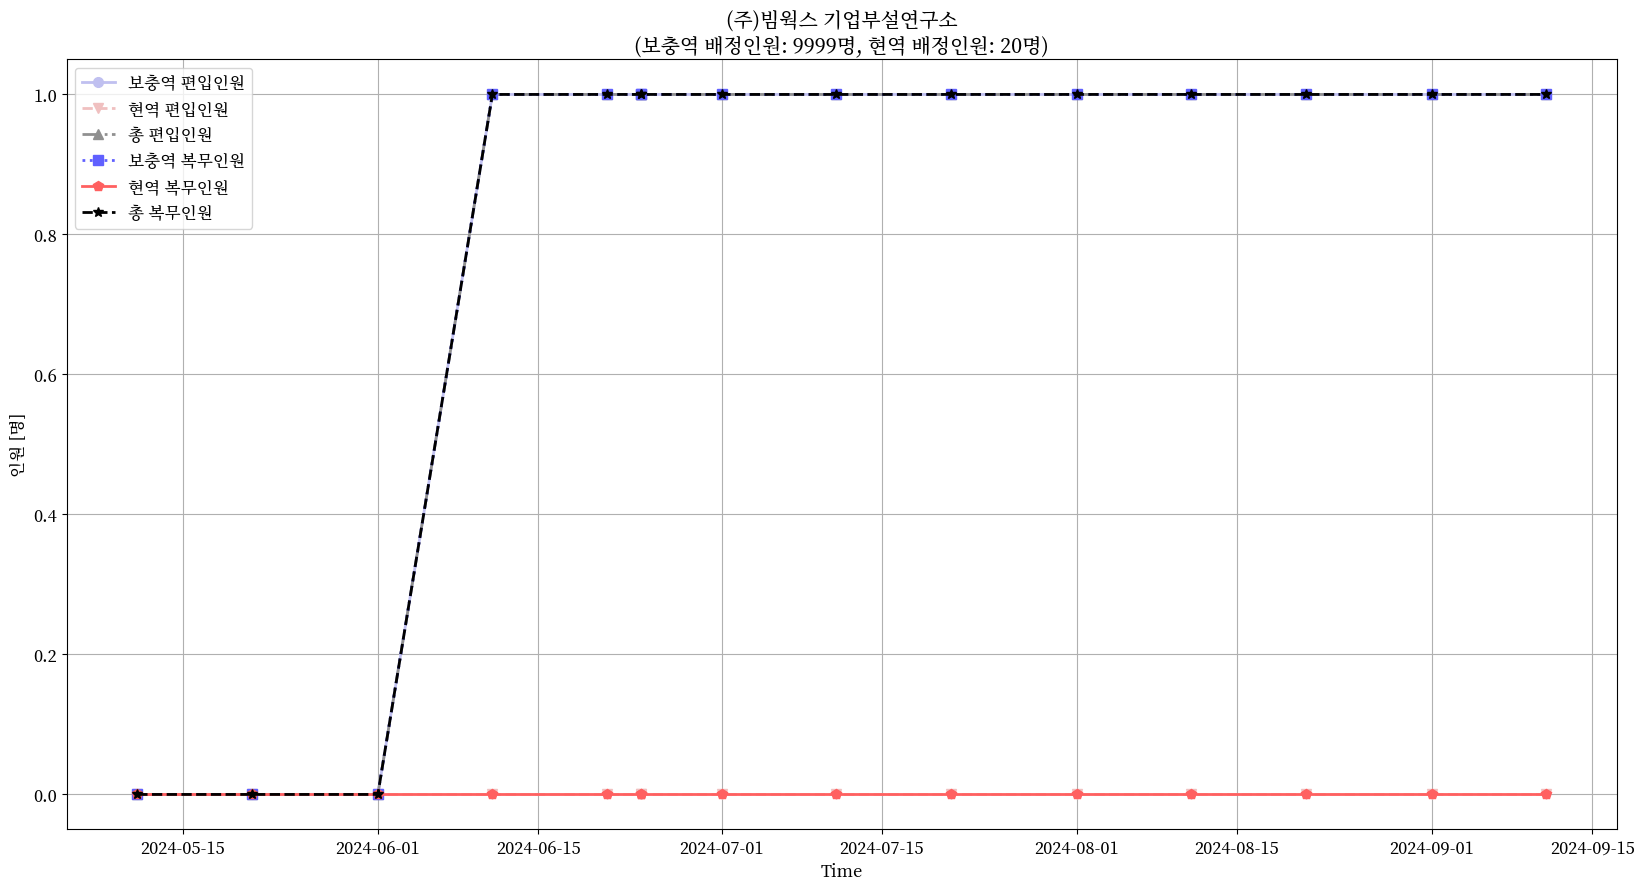 (주)빔웍스 기업부설연구소
(보충역 배정인원: 9999명, 현역 배정인원: 20명)
보충역 편입인원
현역 편입인원
총 편입인원
보충역 복무인원
현역 복무인원
총 복무인원
1.0
0.8
0.6
0.4
0.2
0.0
인원 [명]
2024-05-15
2024-06-01
2024-06-15
2024-07-01
2024-07-15
2024-08-01
2024-08-15
2024-09-01
2024-09-15
Time